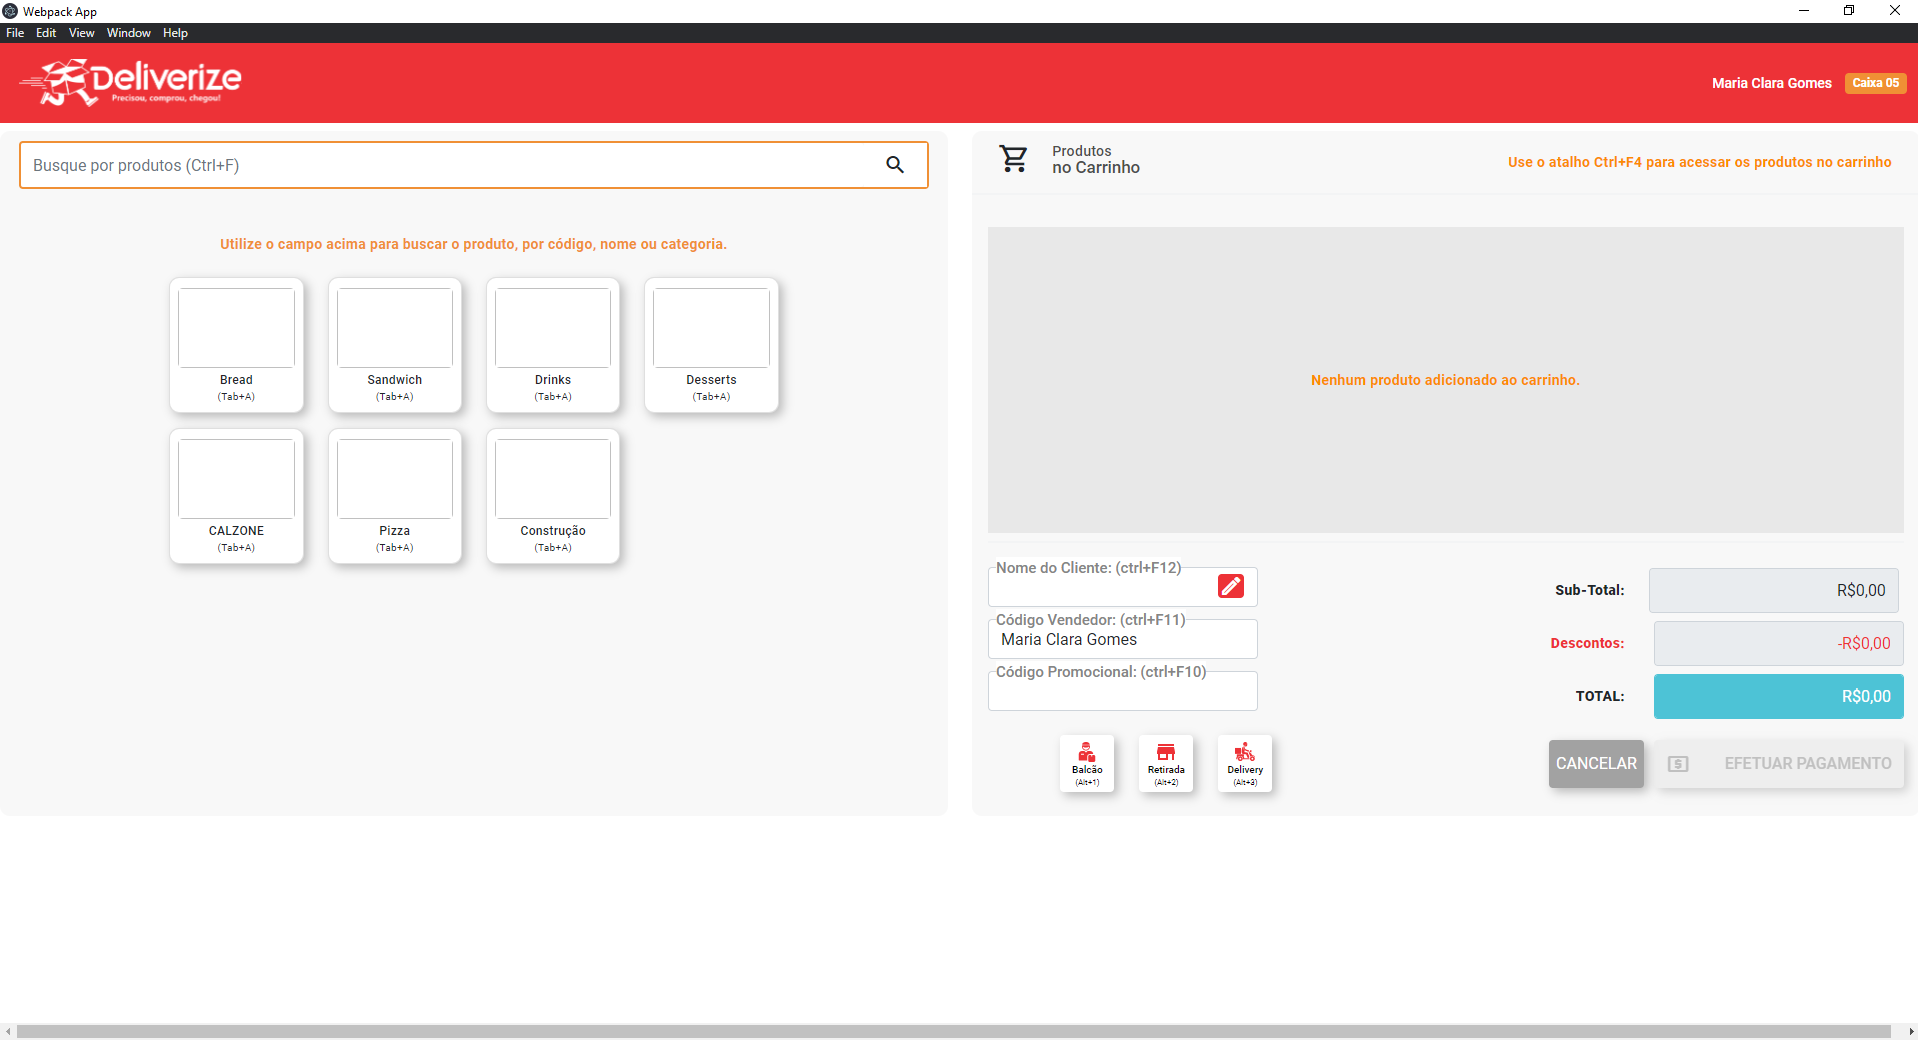 Webpack App
File Edit View Window Help
Deliverize
Precisou, comprou, chegou!
Maria Clara Gomes Caixa 05
Busque por produtos (Ctrl+F)
Utilize o campo acima para buscar o produto, por código, nome ou categoria.
Bread
(Tab+A)
Sandwich
(Tab+A)
Drinks
(Tab+A)
Desserts
(Tab+A)
CALZONE
(Tab+A)
Pizza
(Tab+A)
Construção
(Tab+A)
Produtos
no Carrinho
Use o atalho Ctrl+F4 para acessar os produtos no carrinho
Nenhum produto adicionado ao carrinho.
Nome do Cliente: (ctrl+F12)
Código Vendedor: (ctrl+F11)
Maria Clara Gomes
Código Promocional: (ctrl+F10)
Balcão
(Alt+1)
Retirada
(Alt+2)
Delivery
(Alt+3)
Sub-Total: R$0,00
Descontos: -R$0,00
TOTAL: R$0,00
CANCELAR
EFETUAR PAGAMENTO